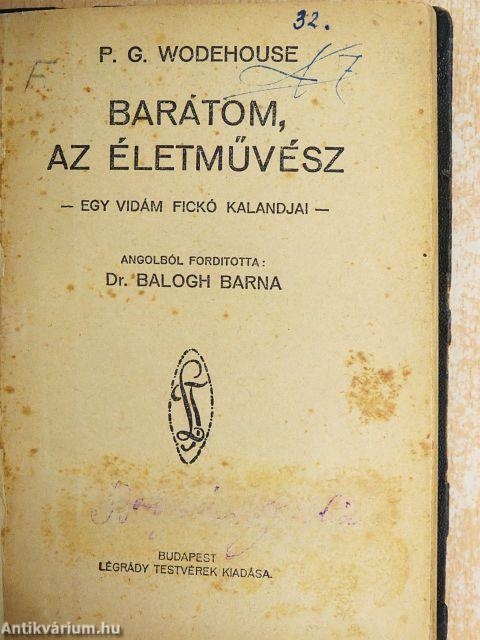 32.
F.
P. G. WODEHOUSE
BARÁTOM,
AZ ÉLETMŰVÉSZ
— EGY VIDÁM FICKÓ KALANDJAI —
ANGOLBÓL FORDITOTTA:
Dr. BALOGH BARNA
BUDAPEST
LÉGRÁDY TESTVÉREK KIADÁSA.
Antikvárium.hu